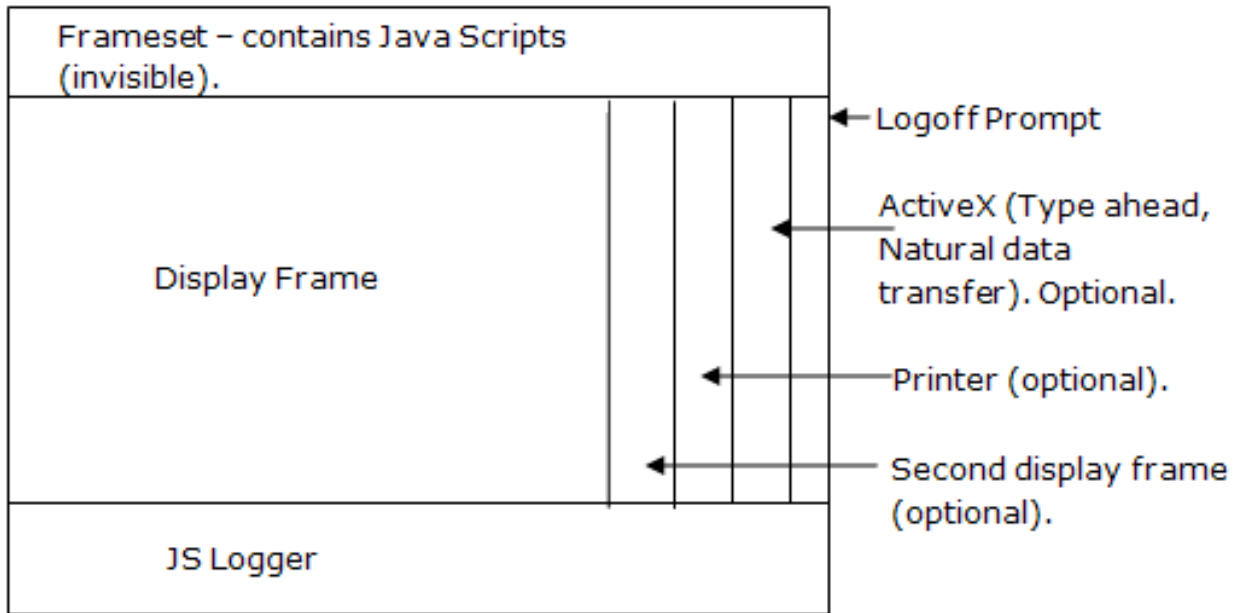 Frameset – contains Java Scripts
(invisible).
Logoff Prompt
ActiveX (Type ahead,
Natural data
transfer). Optional.
Display Frame
Printer (optional).
Second display frame
(optional).
JS Logger